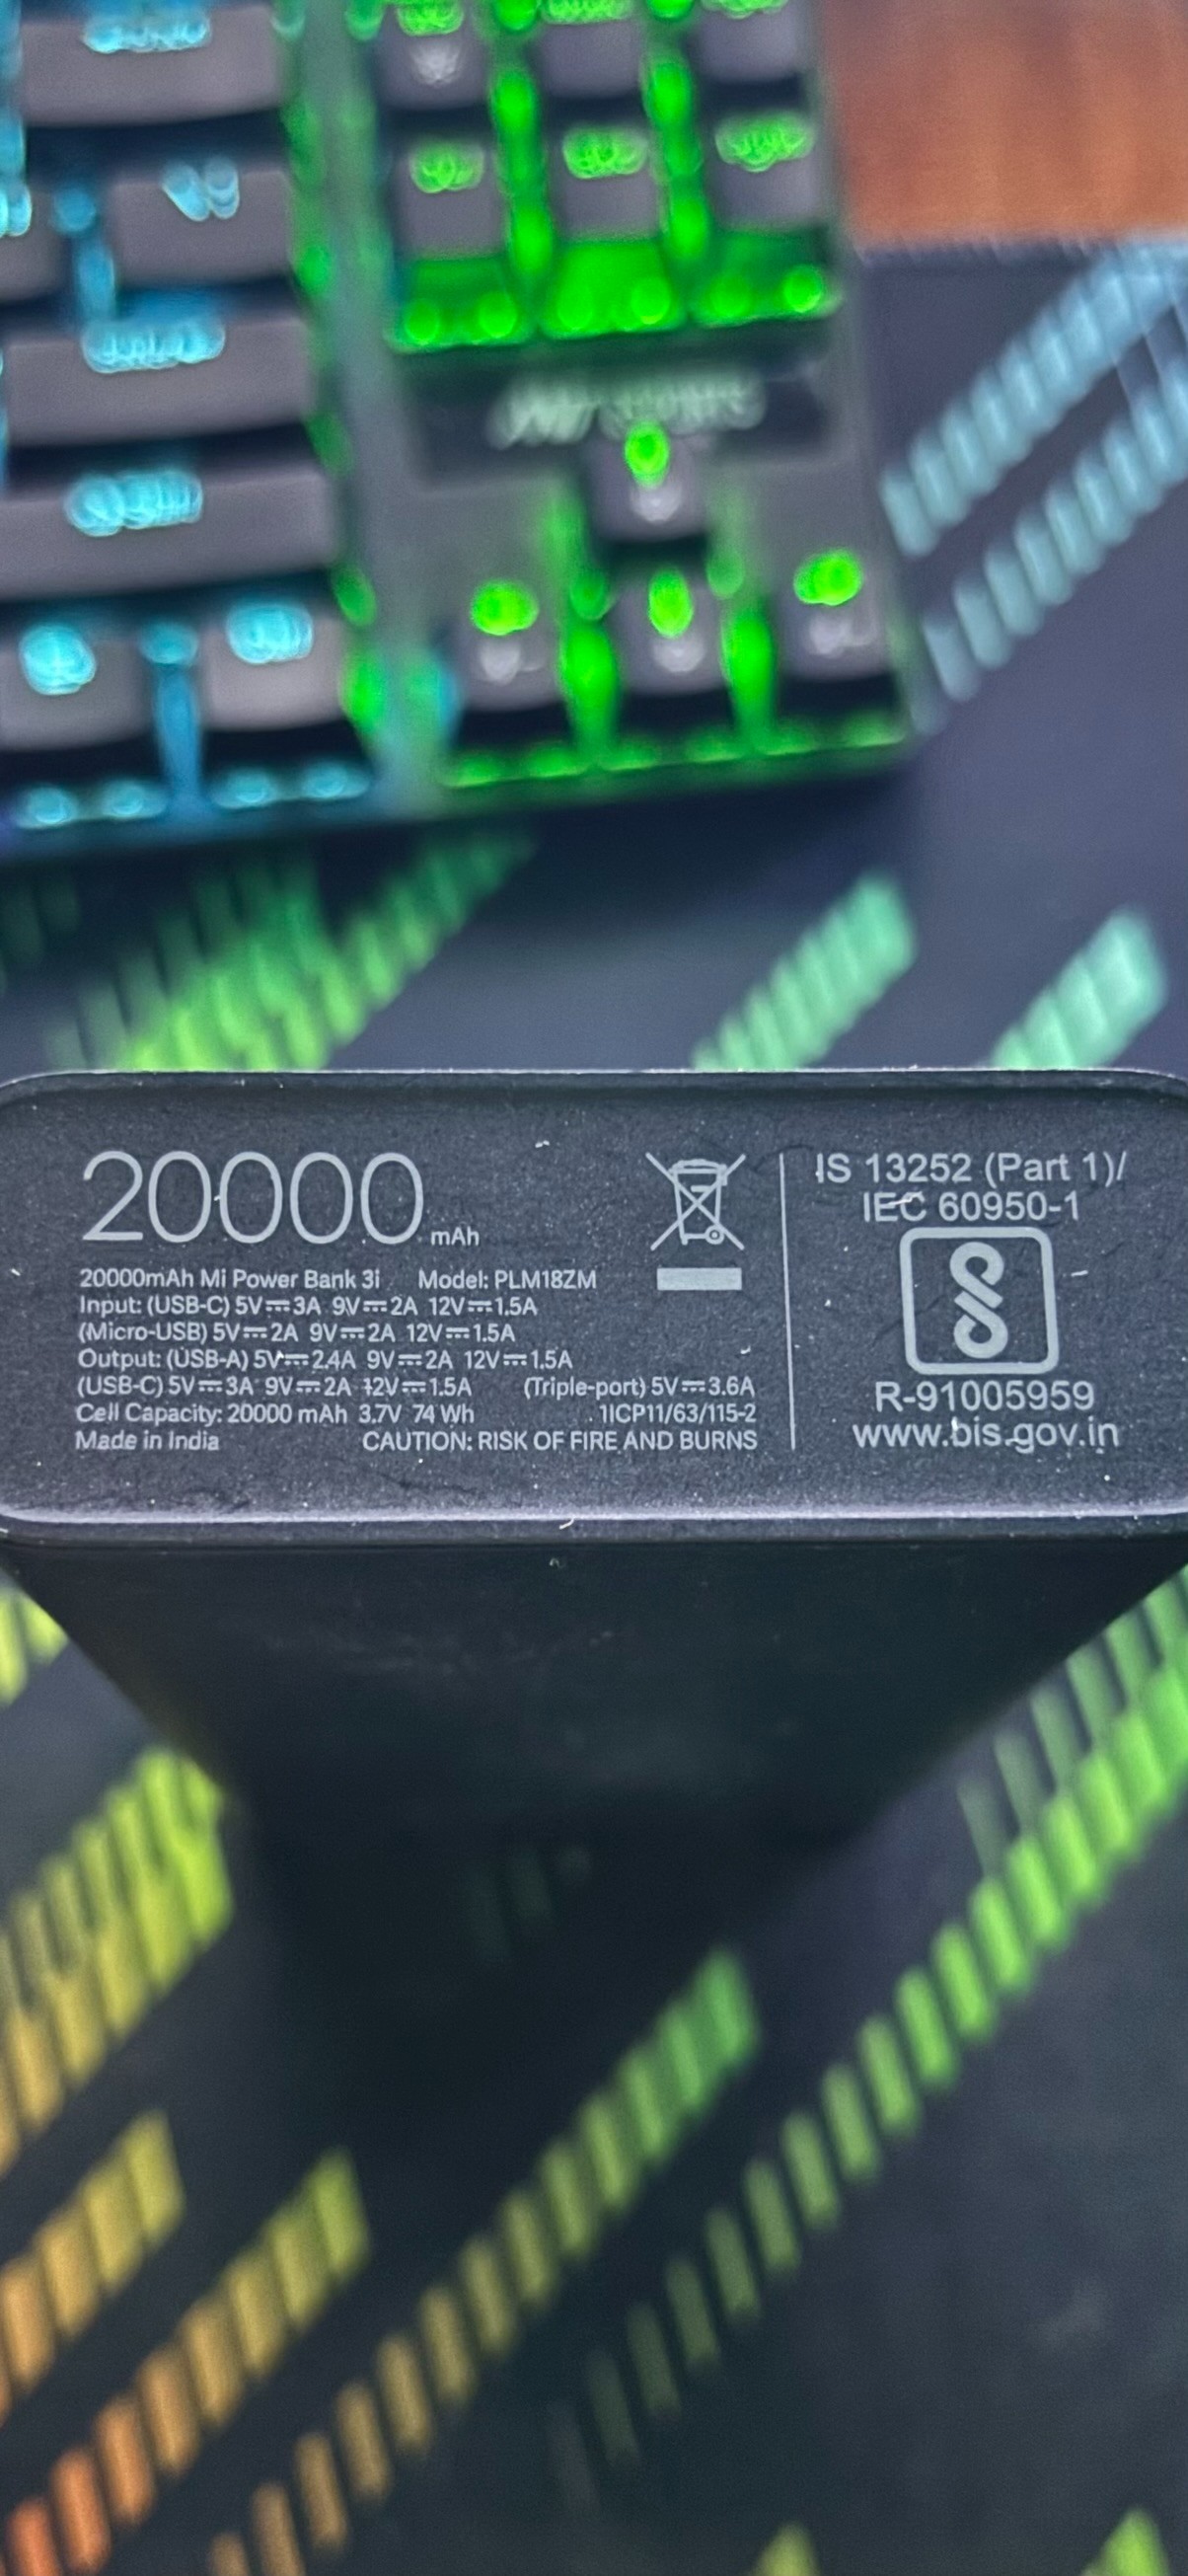 20000 mAh
20000mAh Mi Power Bank 3i Model: PLM18ZM
Input: (USB-C) 5V⎓3A 9V⎓2A 12V⎓1.5A
(Micro-USB) 5V⎓2A 9V⎓2A 12V⎓1.5A
Output: (USB-A) 5V⎓2.4A 9V⎓2A 12V⎓1.5A
(USB-C) 5V⎓3A 9V⎓2A 12V⎓1.5A (Triple-port) 5V⎓3.6A
Cell Capacity: 20000 mAh 3.7V 74 Wh 1ICP11/63/115-2
Made in India CAUTION: RISK OF FIRE AND BURNS
IS 13252 (Part 1)/
IEC 60950-1
R-91005959
www.bis.gov.in